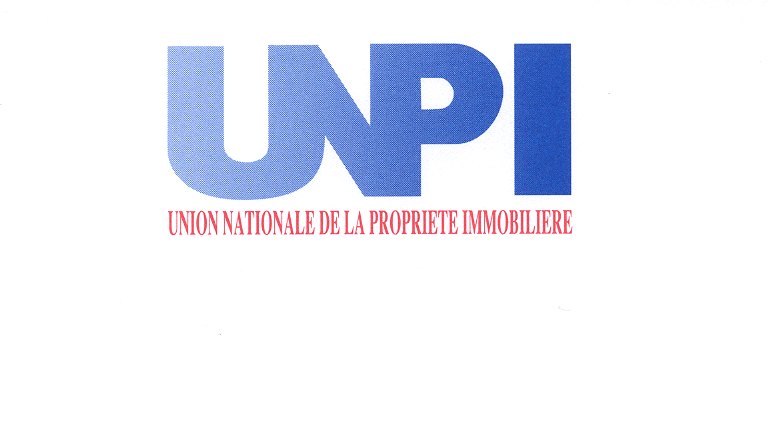 UNPI
UNION NATIONALE DE LA PROPRIETE IMMOBILIERE